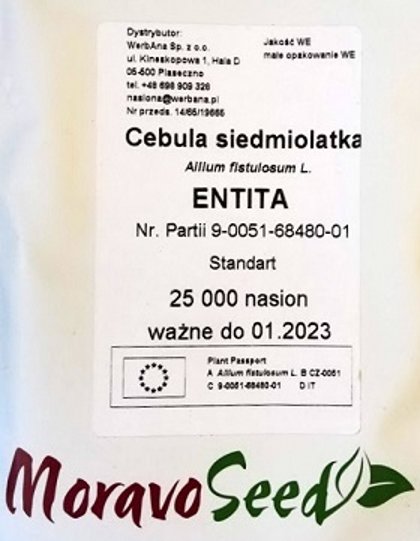 Dystrybutor:
WerbAna Sp. z o.o.
ul. Kineskopowa 1, Hala D
05-500 Piaseczno
tel. +48 698 909 326
nasiona@werbana.pl
Nr przeds. 14/65/19665
Jakość WE
małe opakowanie WE
Cebula siedmiolatka
Allium fistulosum L.
ENTITA
Nr. Partii 9-0051-68480-01
Standart
25 000 nasion
ważne do 01.2023
Plant Passport
A Allium fistulosum L. B CZ-0051
C 9-0051-68480-01 D IT
MoravoSeed